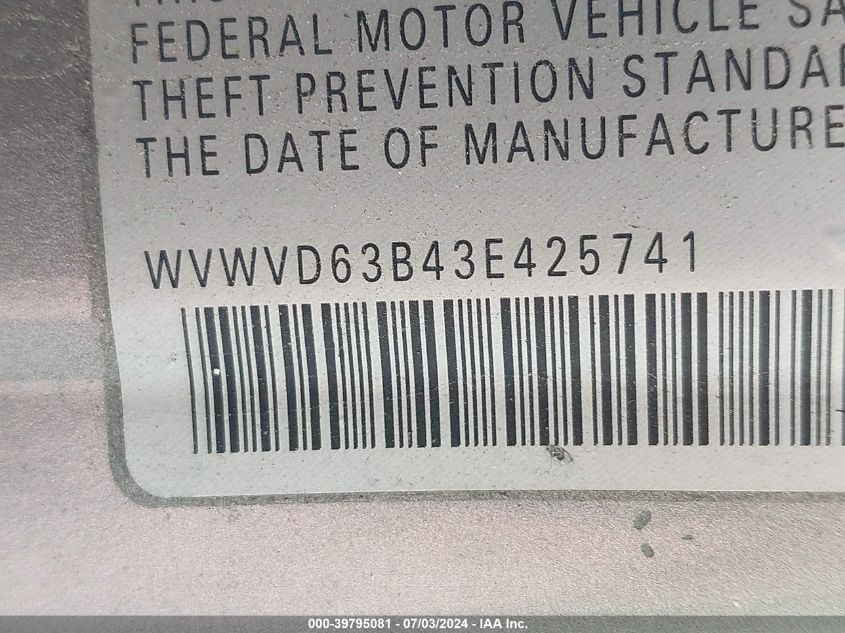 FEDERAL MOTOR VEHICLE SA
THEFT PREVENTION STANDAR
THE DATE OF MANUFACTURE
WVWVD63B43E425741
000-39795081 - 07/03/2024 - IAA Inc.